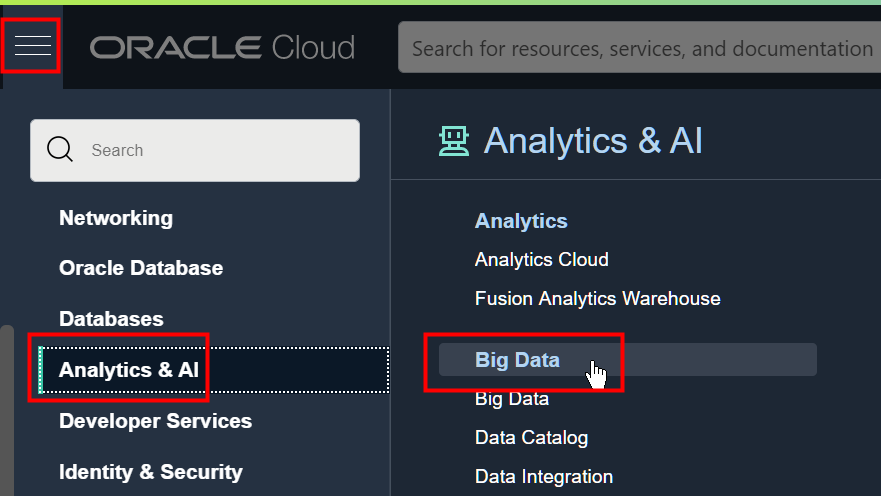 ORACLE Cloud
Search for resources, services, and documentation
Search
Networking
Oracle Database
Databases
Analytics & AI
Developer Services
Identity & Security
Analytics & AI
Analytics
Analytics Cloud
Fusion Analytics Warehouse
Big Data
Big Data
Data Catalog
Data Integration